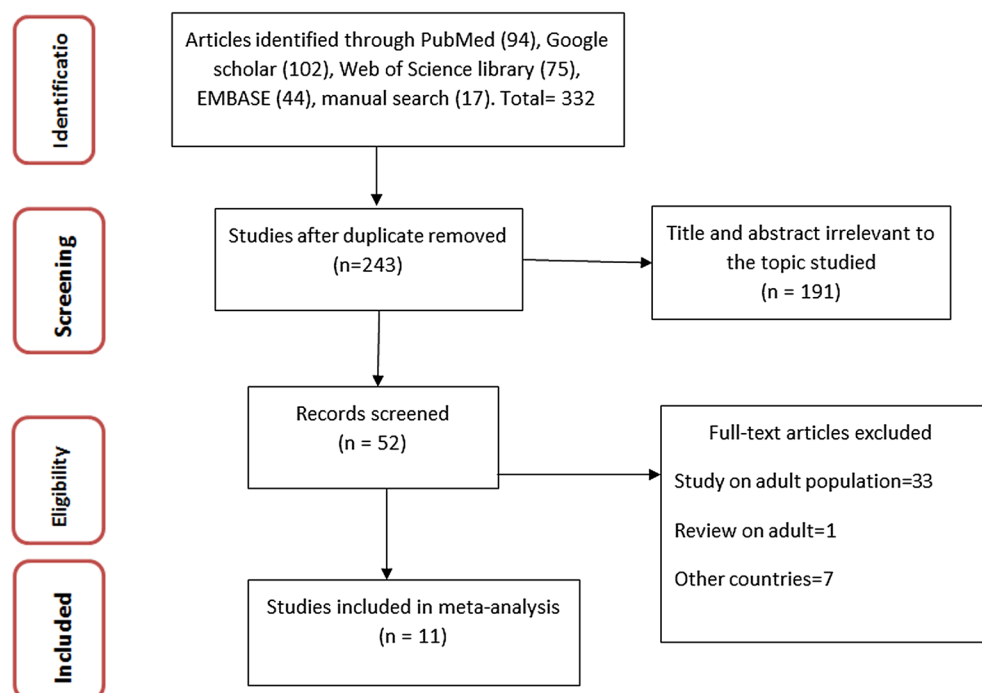 Identificatio
Articles identified through PubMed (94), Google
scholar (102), Web of Science library (75),
EMBASE (44), manual search (17). Total= 332
Screening
Studies after duplicate removed
(n=243)
Title and abstract irrelevant to
the topic studied
(n = 191)
Eligibility
Records screened
(n = 52)
Full-text articles excluded
Study on adult population=33
Review on adult=1
Other countries=7
Included
Studies included in meta-analysis
(n = 11)